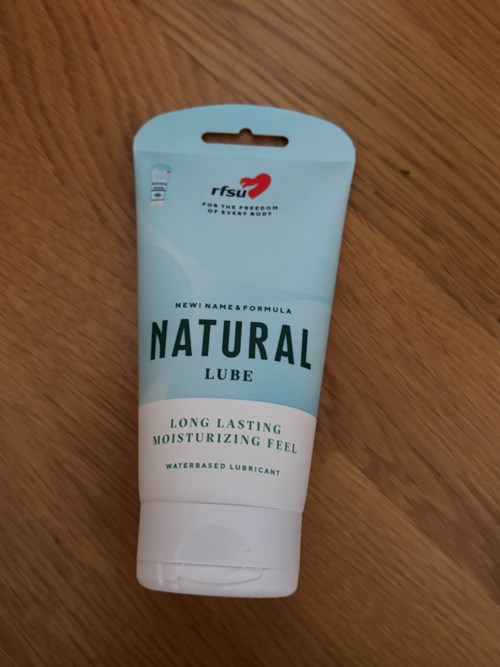 rfsu
FOR THE FREEDOM
OF EVERY BODY
NEW! NAME & FORMULA
NATURAL
LUBE
LONG LASTING
MOISTURIZING FEEL
WATERBASED LUBRICANT